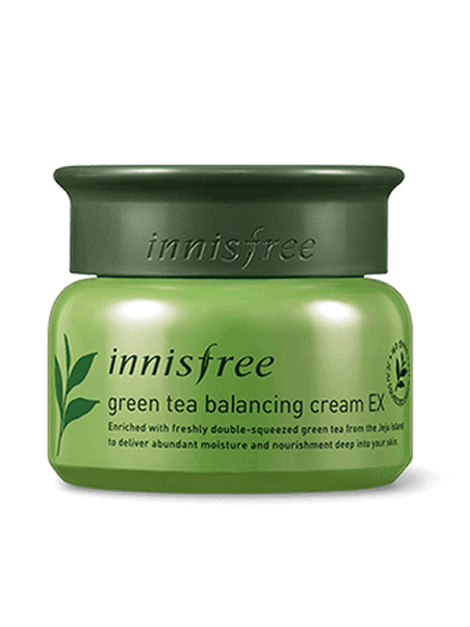 innisfree
innisfree
green tea balancing cream EX
Enriched with freshly double-squeezed green tea from the Jeju Island
to deliver abundant moisture and nourishment deep into your skin.